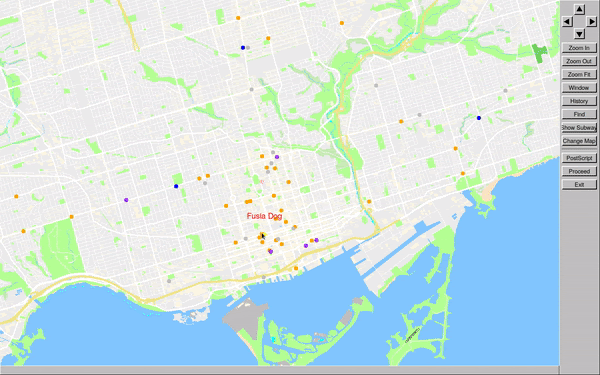 Zoom In
Zoom Out
Zoom Fit
Window
History
Find
Show Subway
Change Map
PostScript
Proceed
Exit
Fusia Dog